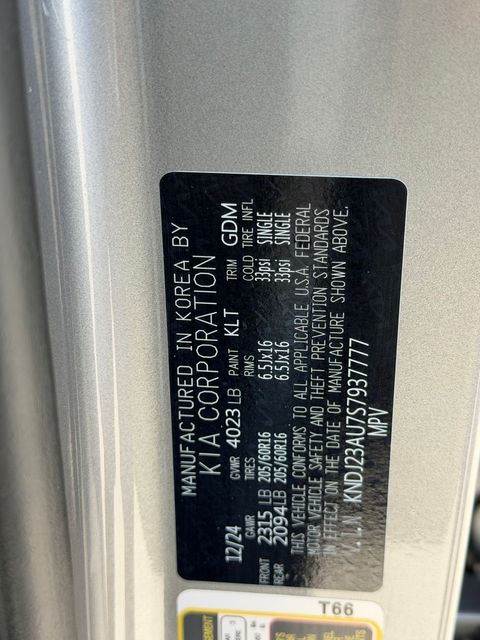 MANUFACTURED IN KOREA BY
KIA CORPORATION
12/24 GVWR 4023 LB PAINT KLT TRIM GDM
GAWR TIRES RIMS COLD TIRE INFL
FRONT 2315 LB 205/60R16 6.5Jx16 33psi SINGLE
REAR 2094LB 205/60R16 6.5Jx16 33psi SINGLE
THIS VEHICLE CONFORMS TO ALL APPLICABLE U.S.A. FEDERAL
MOTOR VEHICLE SAFETY AND THEFT PREVENTION STANDARDS
IN EFFECT ON THE DATE OF MANUFACTURE SHOWN ABOVE.
V.I.N: KNDJ23AU7S7937777
MPV
T66